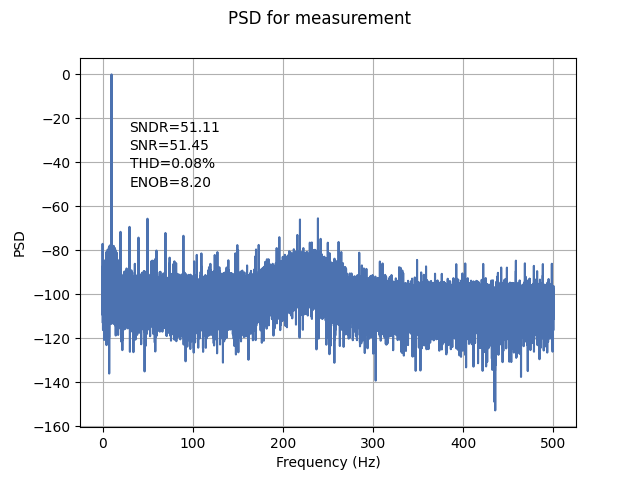 PSD for measurement
0
−20
−40
−60
−80
−100
−120
−140
−160
PSD
SNDR=51.11
SNR=51.45
THD=0.08%
ENOB=8.20
0 100 200 300 400 500
Frequency (Hz)